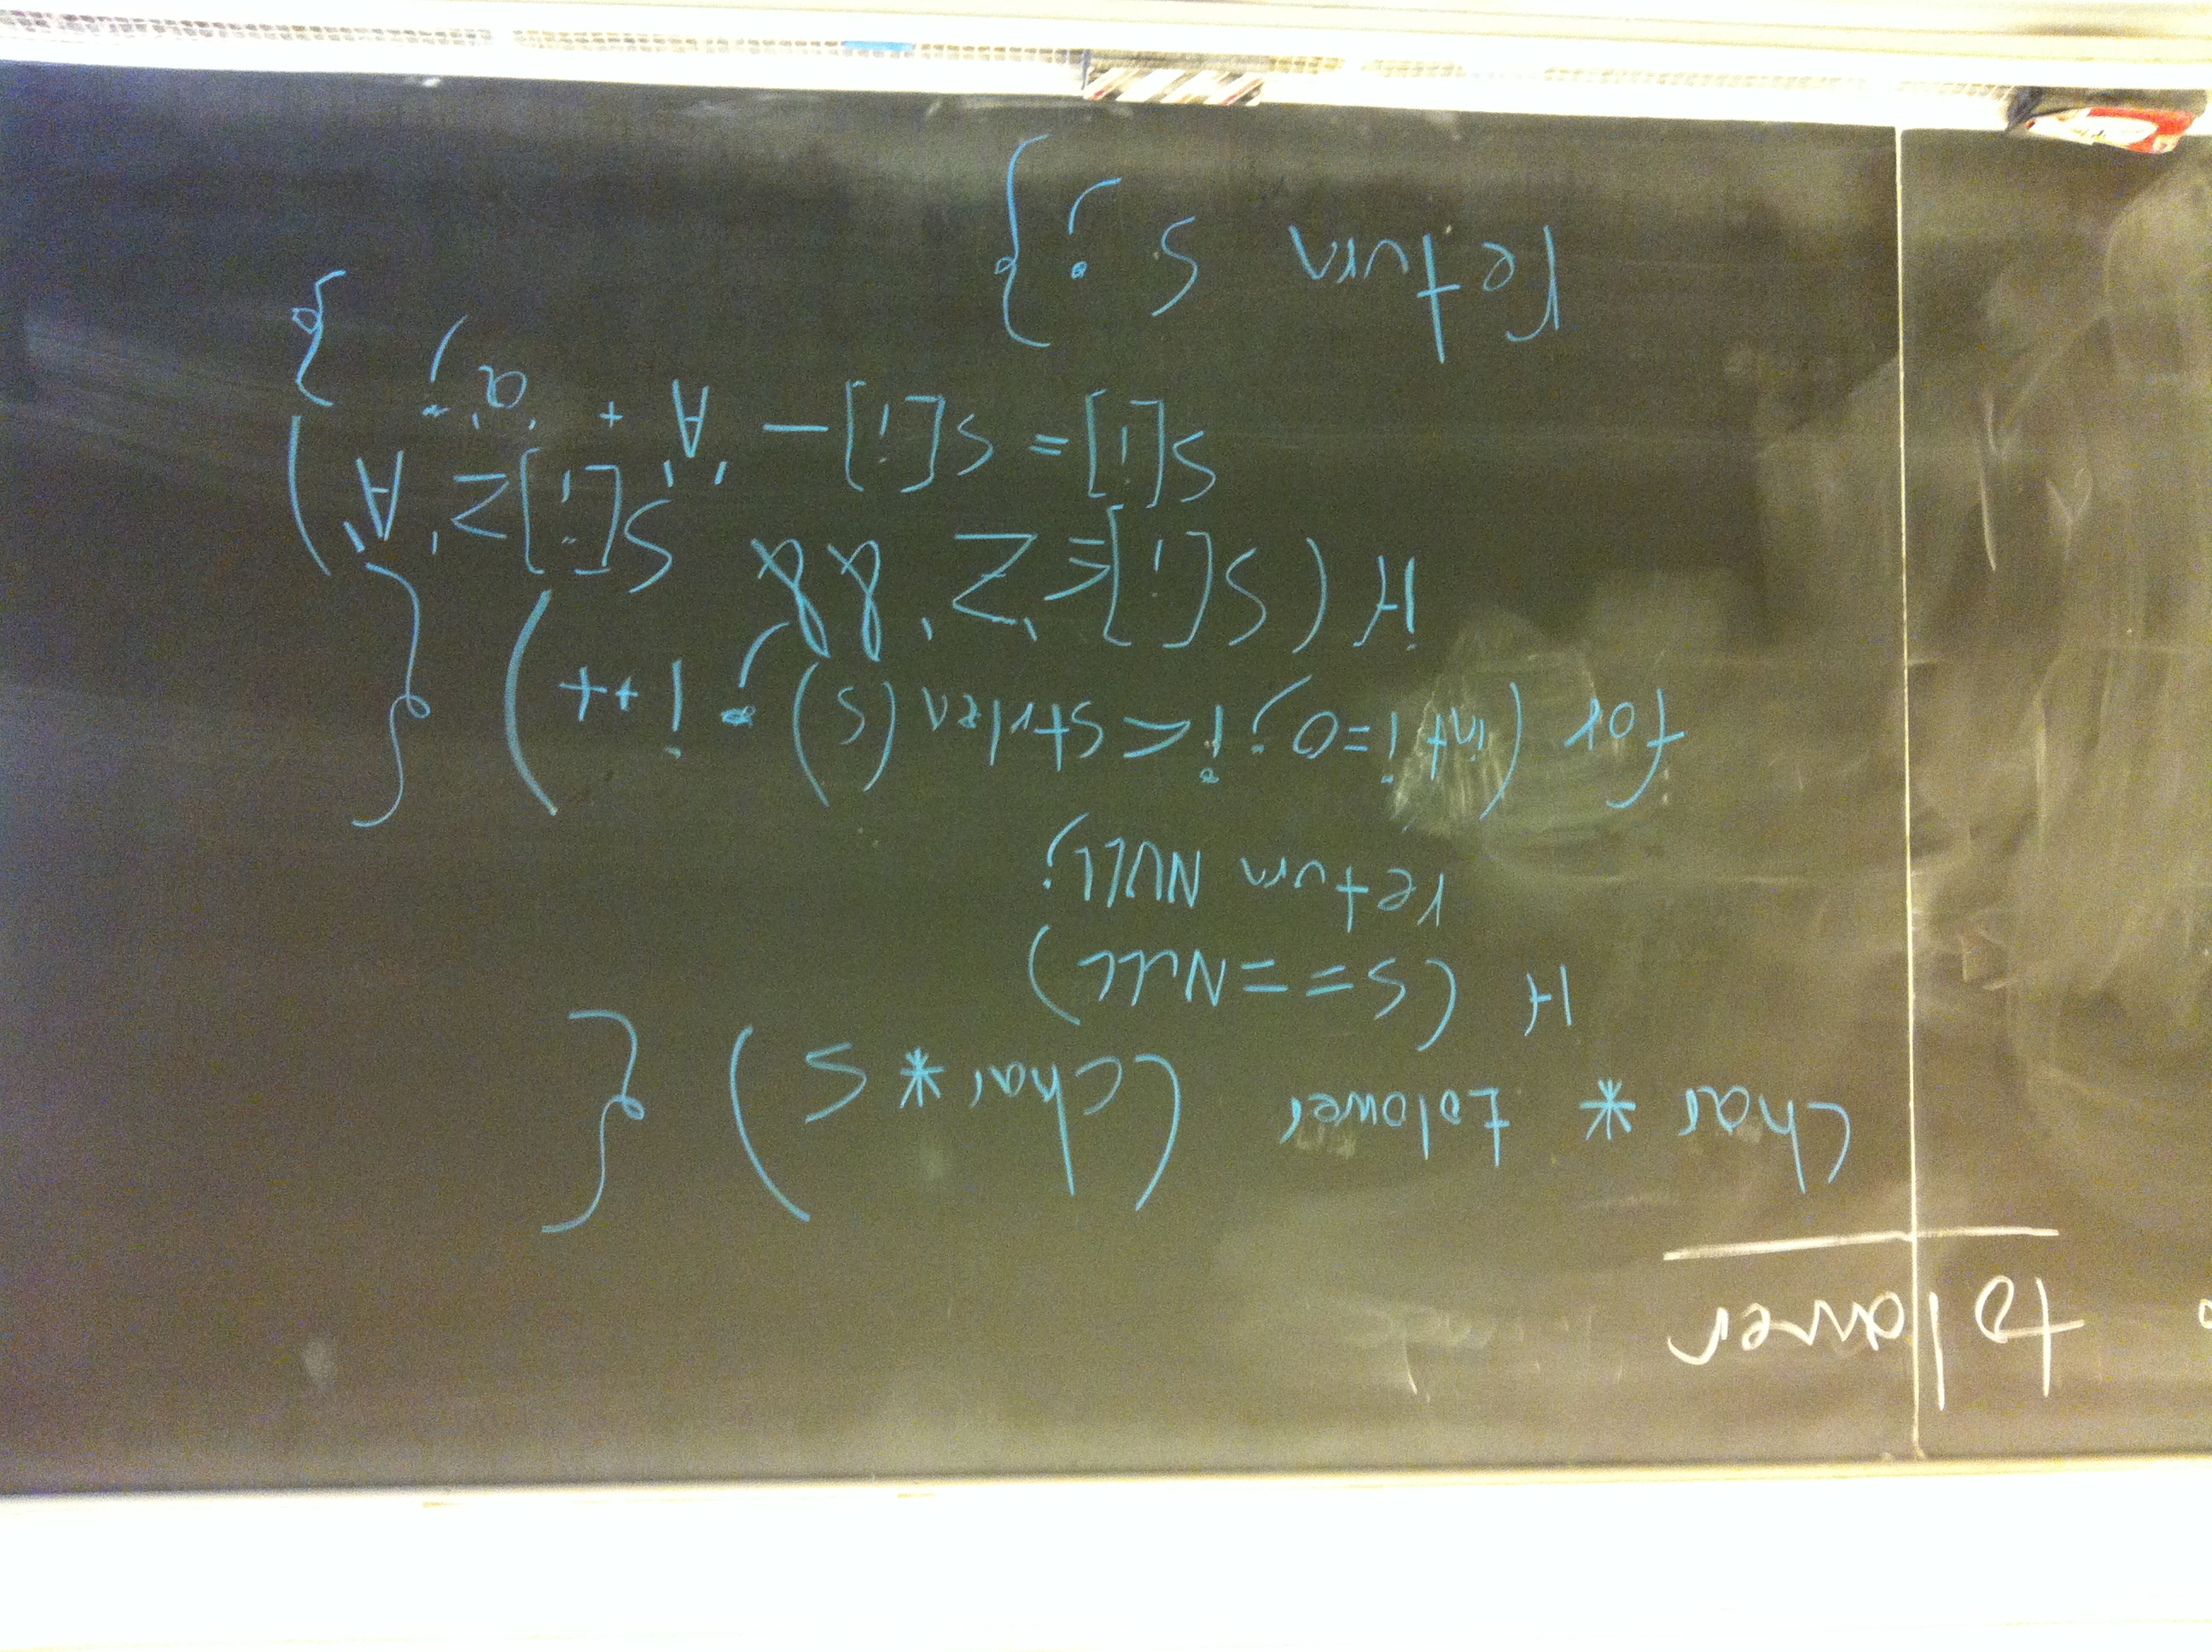 tolower
char * tolower (char * s) {
if (s == NULL)
return NULL;
for (int i=0; i < strlen(s); i++) {
if (s[i] ≤ 'Z' && s[i] ≥ 'A')
s[i] = s[i] - 'A' + 'a'; }
return s; }